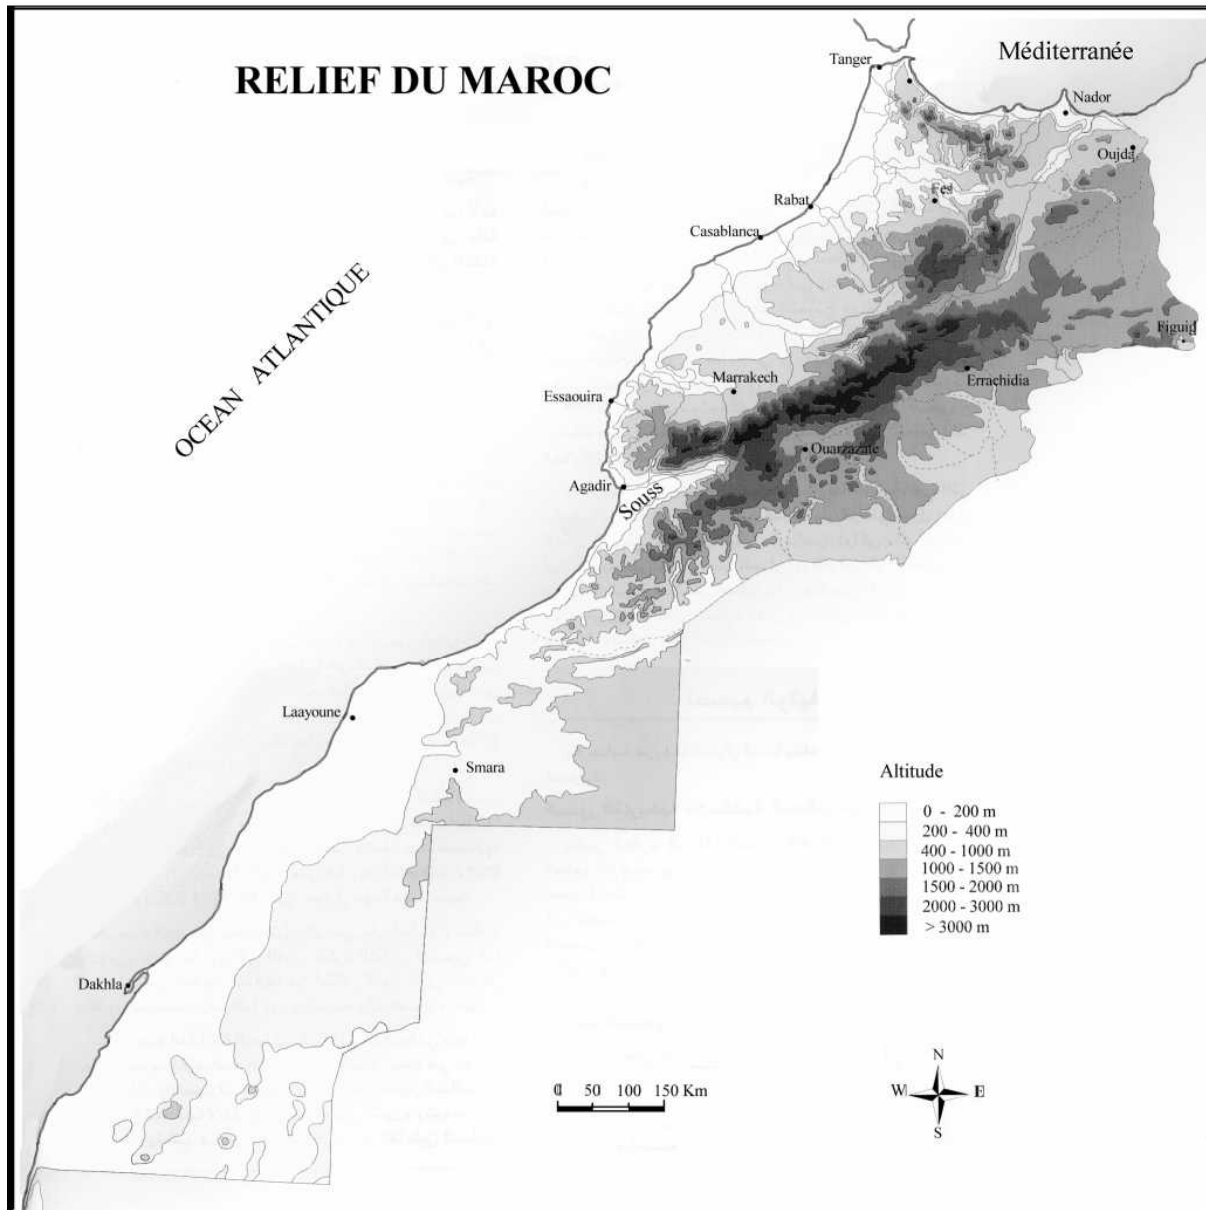 RELIEF DU MAROC
Méditerranée
Tanger
Nador
Oujda
Fes
Rabat
Casablanca
OCEAN ATLANTIQUE
Figuig
Marrakech
Errachidia
Essaouira
Ouarzazate
Agadir
Souss
Laayoune
Smara
Altitude
0 - 200 m
200 - 400 m
400 - 1000 m
1000 - 1500 m
1500 - 2000 m
2000 - 3000 m
> 3000 m
Dakhla
0 50 100 150 Km
N
W E
S